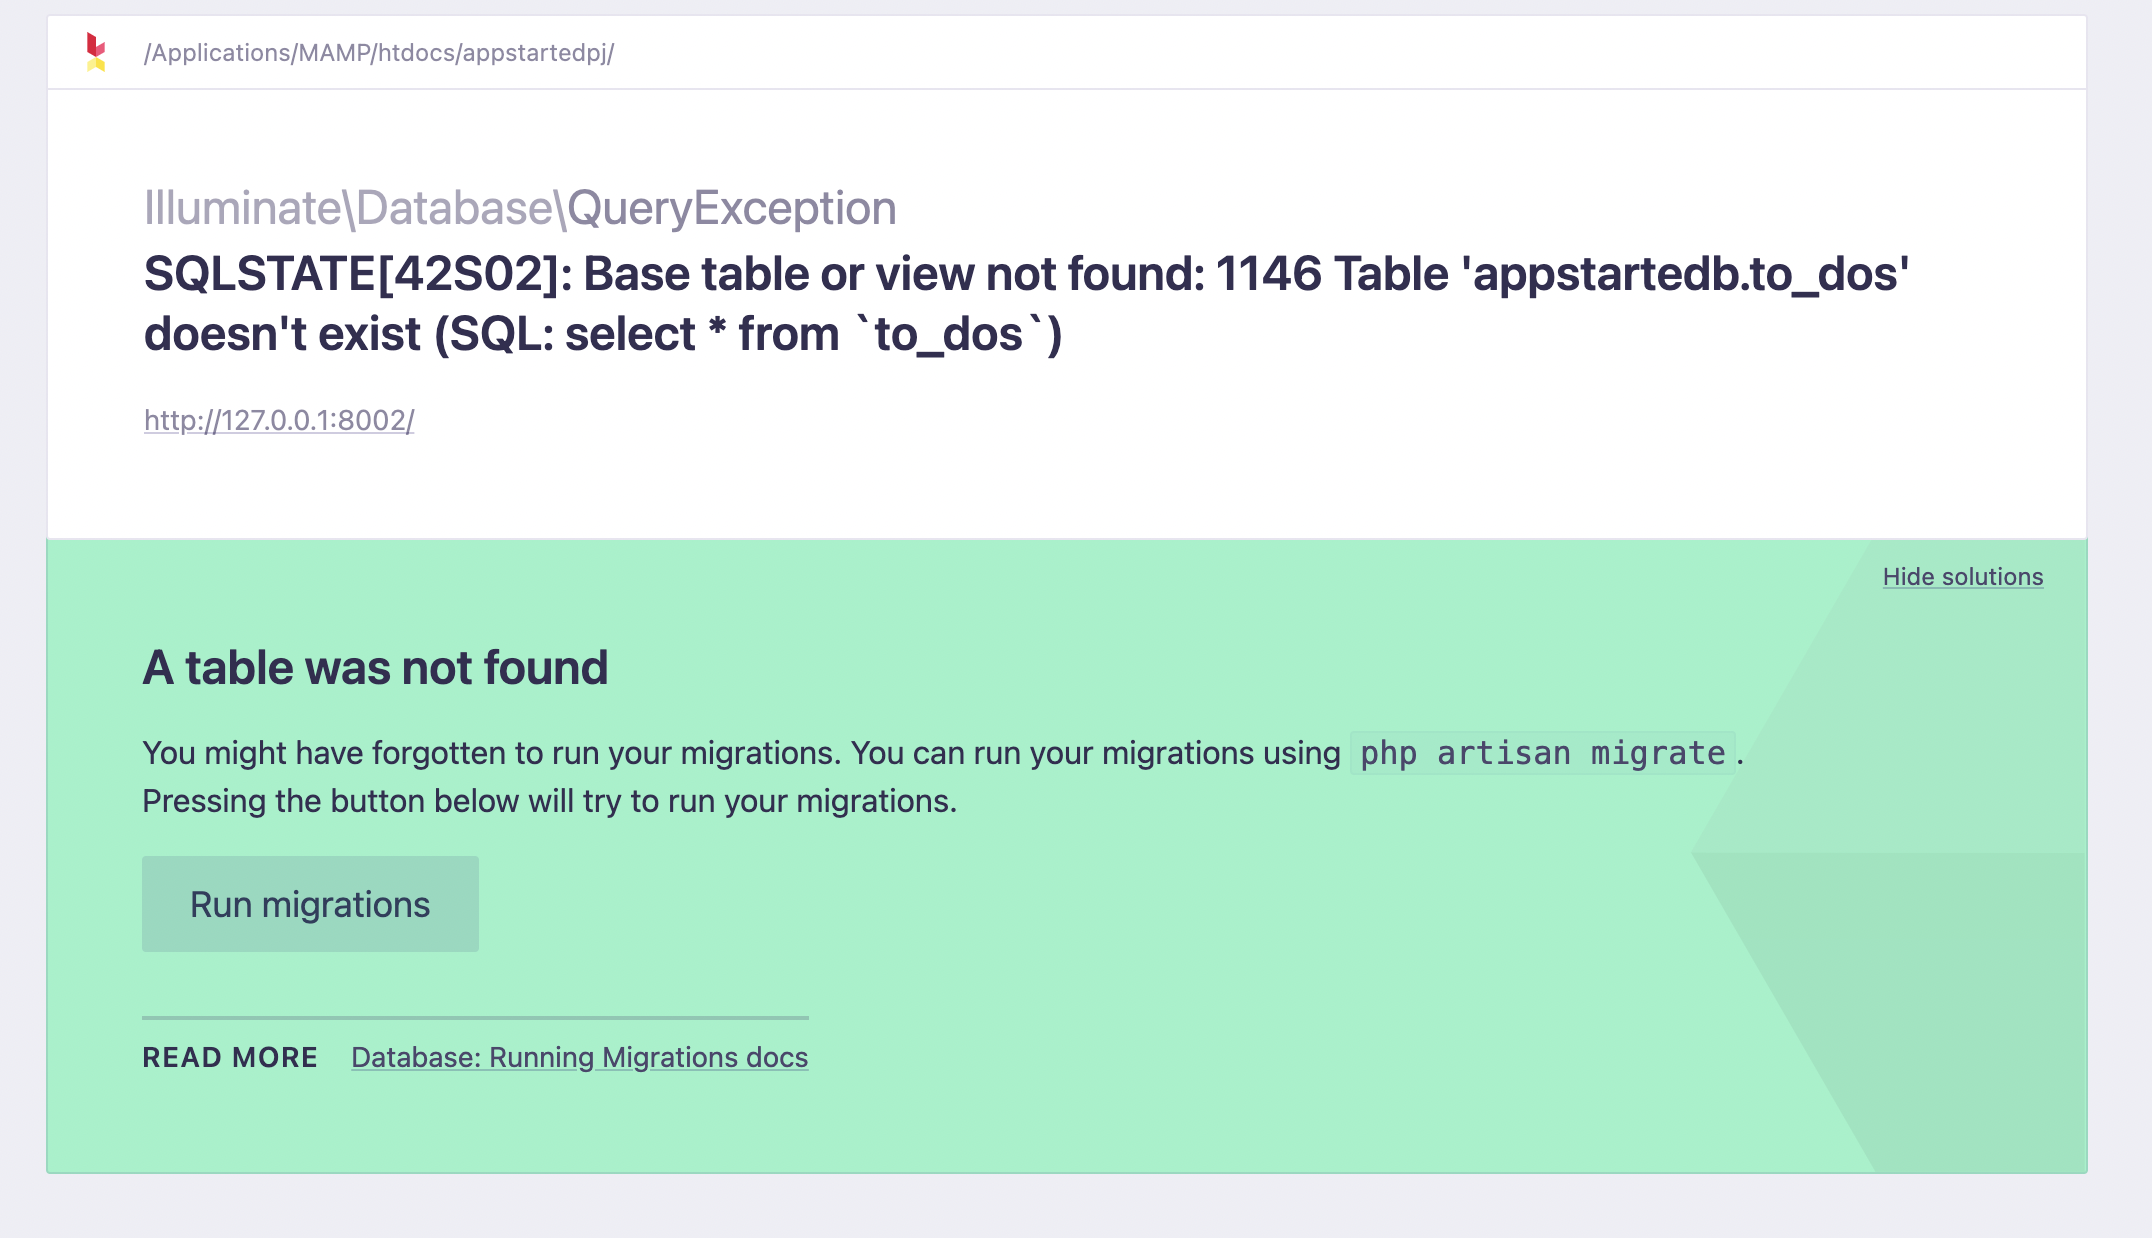 /Applications/MAMP/htdocs/appstartedpj/
Illuminate\Database\QueryException
SQLSTATE[42S02]: Base table or view not found: 1146 Table 'appstartedb.to_dos'
doesn't exist (SQL: select * from `to_dos`)
http://127.0.0.1:8002/
Hide solutions
A table was not found
You might have forgotten to run your migrations. You can run your migrations using php artisan migrate.
Pressing the button below will try to run your migrations.
Run migrations
READ MORE Database: Running Migrations docs